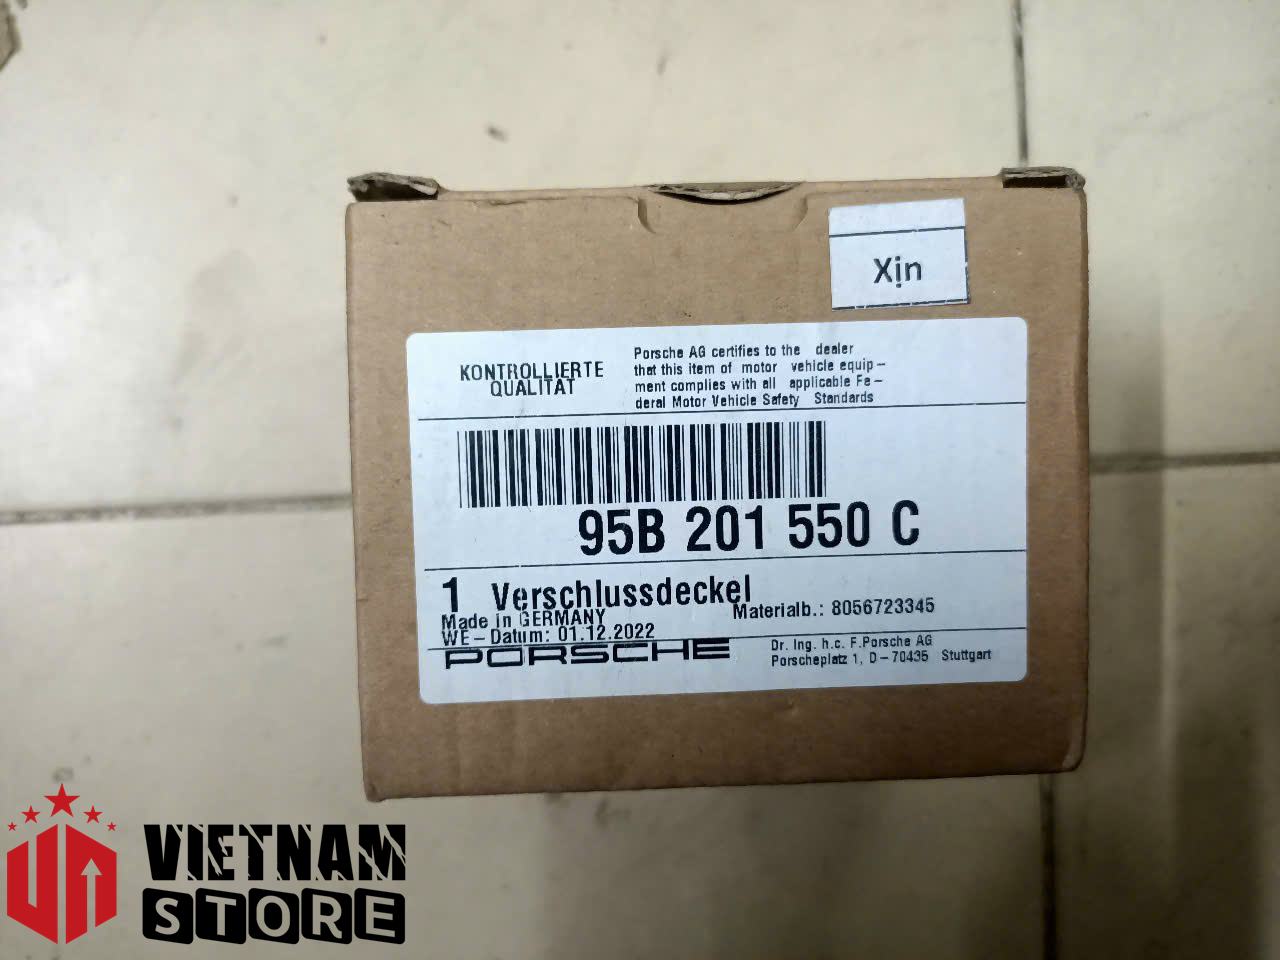 Xịn
KONTROLLIERTE
QUALITAT
Porsche AG certifies to the dealer
that this item of motor vehicle equip-
ment complies with all applicable Fe-
deral Motor Vehicle Safety Standards
95B 201 550 C
1 Verschlussdeckel
Made in GERMANY
Materialb.: 8056723345
WE-Datum: 01.12.2022
PORSCHE
Dr. Ing. h.c. F.Porsche AG
Porscheplatz 1, D-70435 Stuttgart
VIETNAM
STORE